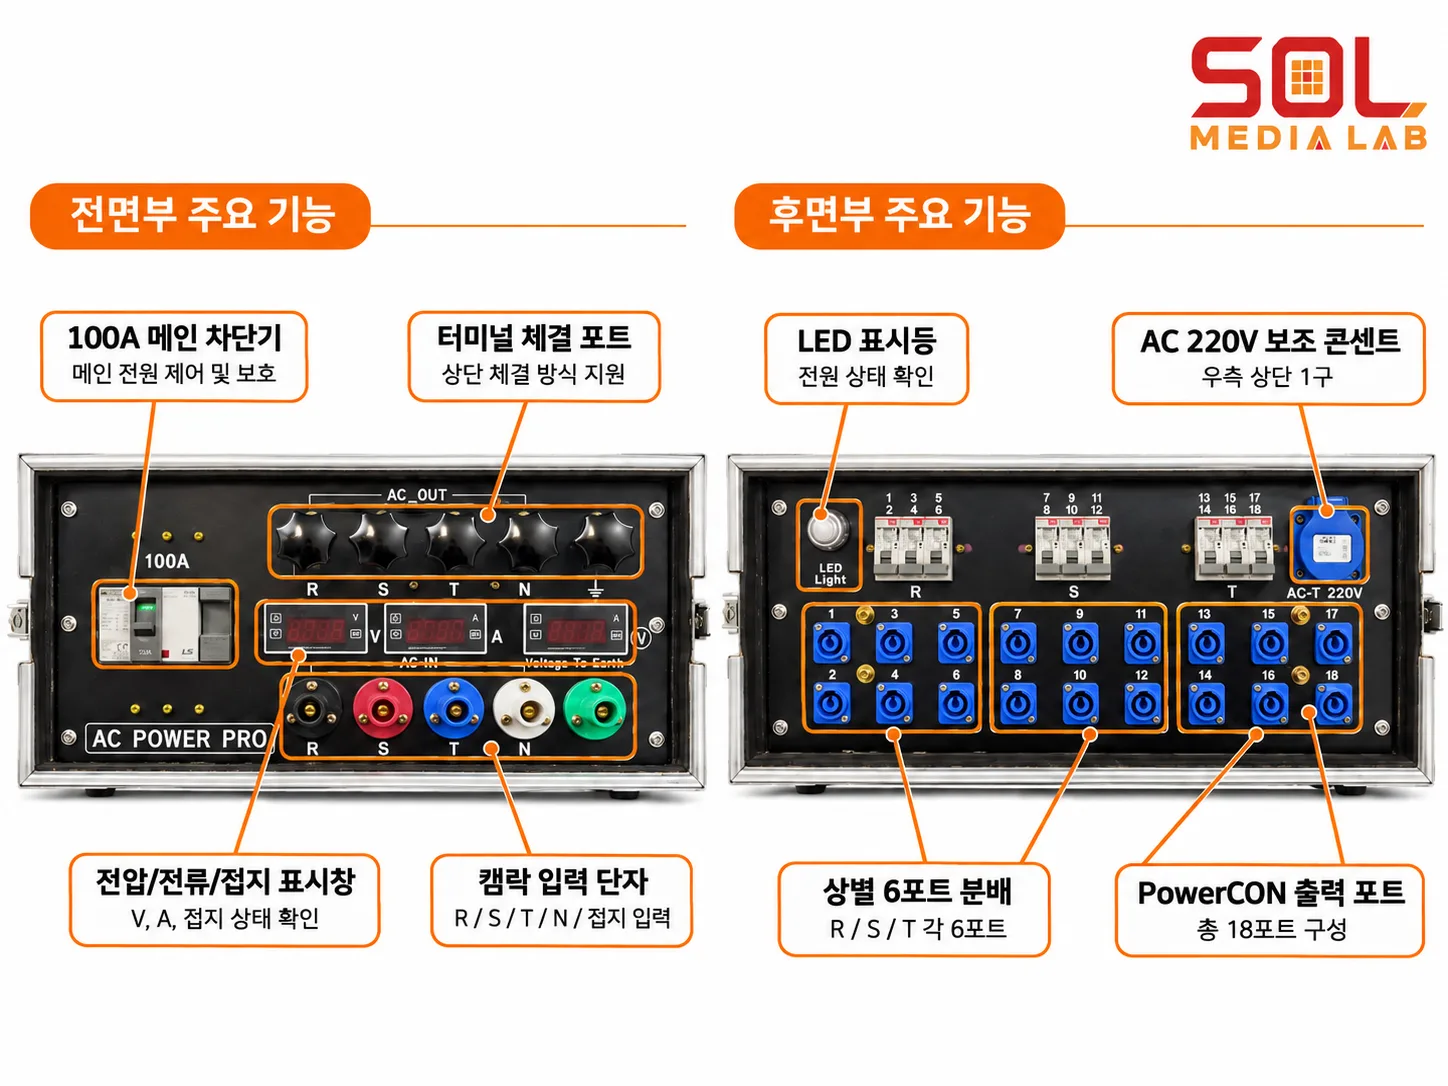 SOL
MEDIA LAB
전면부 주요 기능
후면부 주요 기능
100A 메인 차단기
메인 전원 제어 및 보호
터미널 체결 포트
상단 체결 방식 지원
LED 표시등
전원 상태 확인
AC 220V 보조 콘센트
우측 상단 1구
AC_OUT
100A
R S T N
V A V
AC-IN
Voltage To Earth
R S T N
AC POWER PRO
LS
1 3 5
2 4 6
7 9 11
8 10 12
13 15 17
14 16 18
LED
Light
R
S
T
AC-T 220V
1 3 5 7 9 11 13 15 17
2 4 6 8 10 12 14 16 18
전압/전류/접지 표시창
V, A, 접지 상태 확인
캠락 입력 단자
R / S / T / N / 접지 입력
상별 6포트 분배
R / S / T 각 6포트
PowerCON 출력 포트
총 18포트 구성